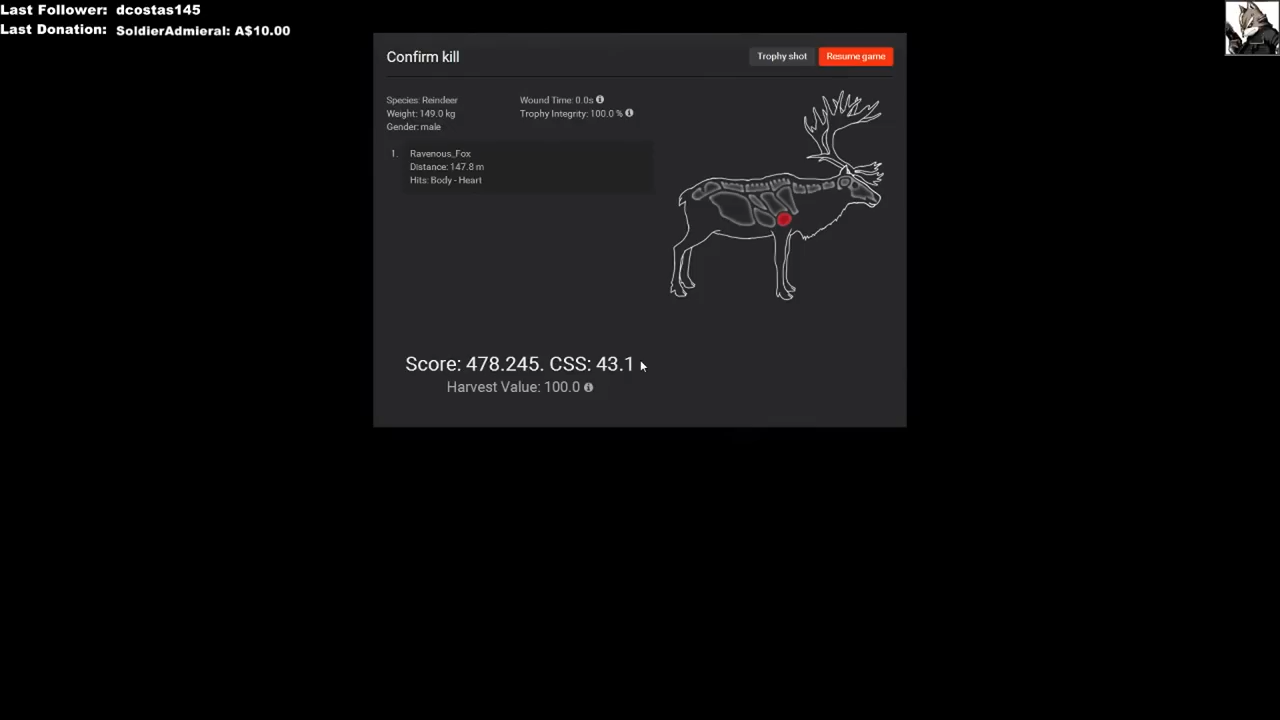 Last Follower: dcostas145
Last Donation: SoldierAdmieral: A$10.00
Confirm kill
Trophy shot
Resume game
Species: Reindeer
Weight: 149.0 kg
Gender: male
Wound Time: 0.0s
Trophy Integrity: 100.0 %
1. Ravenous_Fox
Distance: 147.8 m
Hits: Body - Heart
Score: 478.245. CSS: 43.1
Harvest Value: 100.0